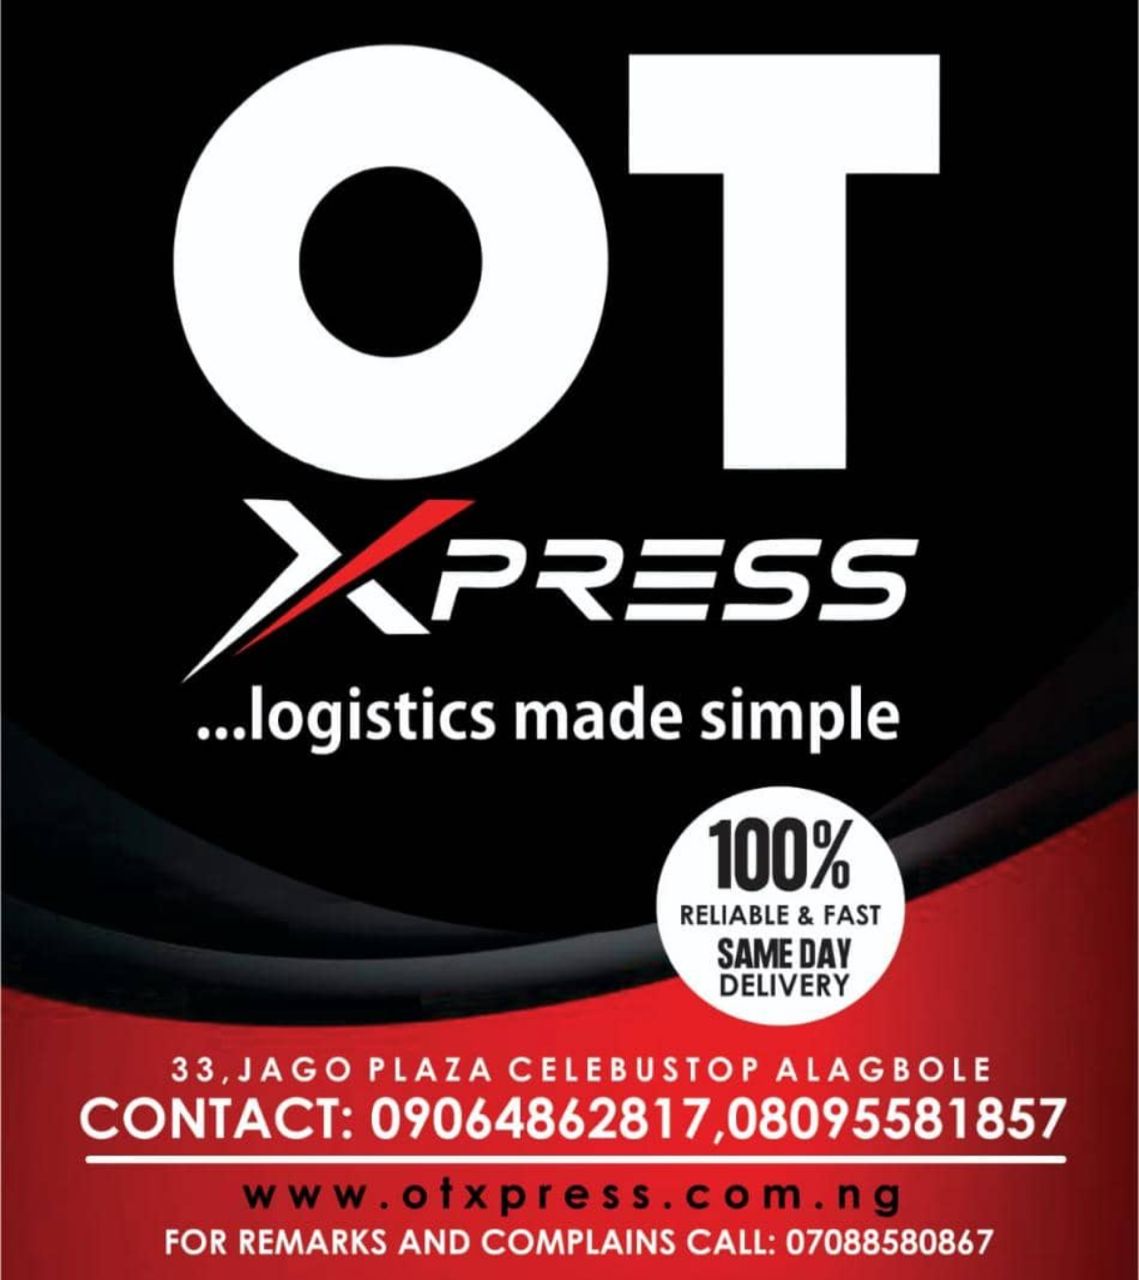 OT
XPRESS
...logistics made simple
100%
RELIABLE & FAST
SAME DAY
DELIVERY
33,JAGO PLAZA CELEBUSTOP ALAGBOLE
CONTACT: 09064862817,08095581857
www.otxpress.com.ng
FOR REMARKS AND COMPLAINS CALL: 07088580867